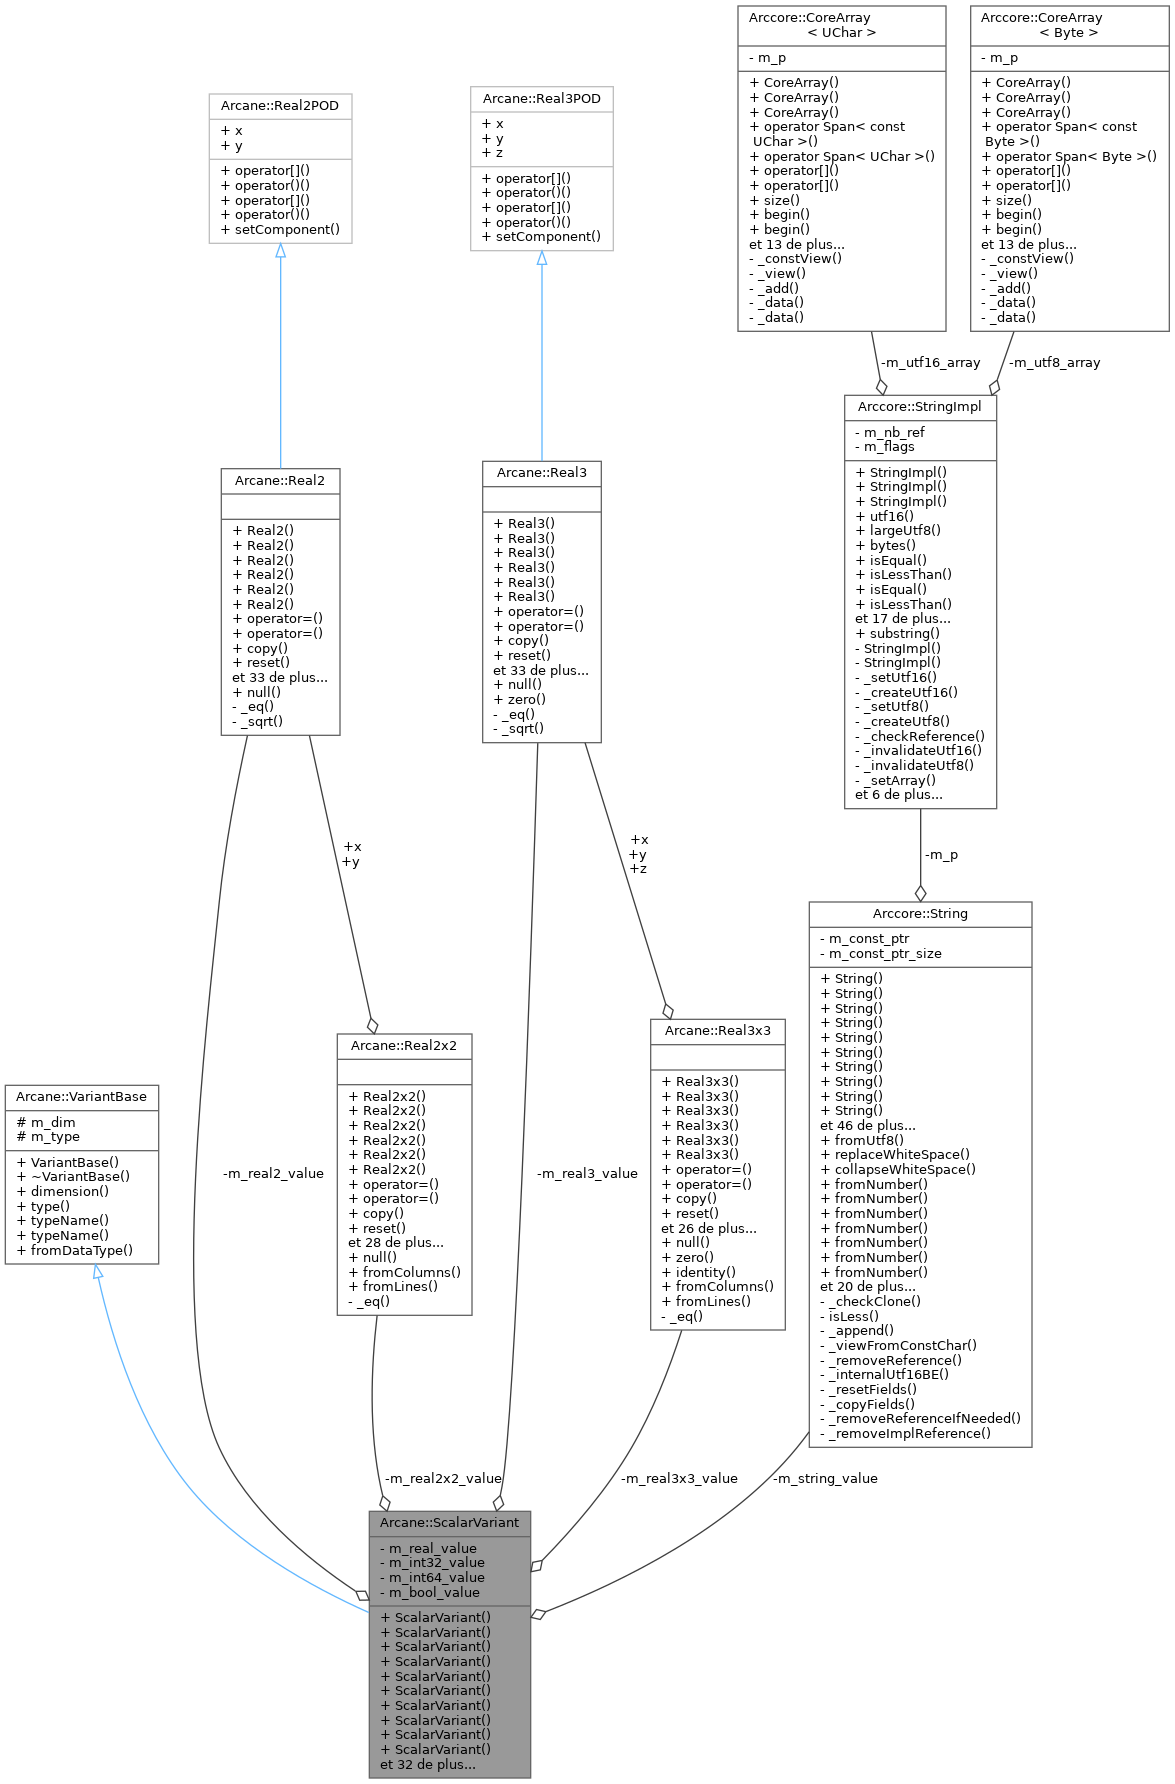 Arccore::CoreArray
< UChar >
- m_p
+ CoreArray()
+ CoreArray()
+ CoreArray()
+ operator Span< const
UChar >()
+ operator Span< UChar >()
+ operator[]()
+ operator[]()
+ size()
+ begin()
+ begin()
et 13 de plus...
- _constView()
- _view()
- _add()
- _data()
- _data()
Arccore::CoreArray
< Byte >
- m_p
+ CoreArray()
+ CoreArray()
+ CoreArray()
+ operator Span< const
Byte >()
+ operator Span< Byte >()
+ operator[]()
+ operator[]()
+ size()
+ begin()
+ begin()
et 13 de plus...
- _constView()
- _view()
- _add()
- _data()
- _data()
Arcane::Real2POD
+ x
+ y
+ operator[]()
+ operator()()
+ operator[]()
+ operator()()
+ setComponent()
Arcane::Real3POD
+ x
+ y
+ z
+ operator[]()
+ operator()()
+ operator[]()
+ operator()()
+ setComponent()
-m_utf16_array
-m_utf8_array
Arccore::StringImpl
- m_nb_ref
- m_flags
+ StringImpl()
+ StringImpl()
+ StringImpl()
+ utf16()
+ largeUtf8()
+ bytes()
+ isEqual()
+ isLessThan()
+ isEqual()
+ isLessThan()
et 17 de plus...
+ substring()
- StringImpl()
- StringImpl()
- _setUtf16()
- _createUtf16()
- _setUtf8()
- _createUtf8()
- _checkReference()
- _invalidateUtf16()
- _invalidateUtf8()
- _setArray()
et 6 de plus...
Arcane::Real2
+ Real2()
+ Real2()
+ Real2()
+ Real2()
+ Real2()
+ Real2()
+ operator=()
+ operator=()
+ copy()
+ reset()
et 33 de plus...
+ null()
- _eq()
- _sqrt()
Arcane::Real3
+ Real3()
+ Real3()
+ Real3()
+ Real3()
+ Real3()
+ Real3()
+ operator=()
+ operator=()
+ copy()
+ reset()
et 33 de plus...
+ null()
+ zero()
- _eq()
- _sqrt()
+x
+y
+x
+y
+z
-m_p
Arccore::String
- m_const_ptr
- m_const_ptr_size
+ String()
+ String()
+ String()
+ String()
+ String()
+ String()
+ String()
+ String()
+ String()
+ String()
et 46 de plus...
+ fromUtf8()
+ replaceWhiteSpace()
+ collapseWhiteSpace()
+ fromNumber()
+ fromNumber()
+ fromNumber()
+ fromNumber()
+ fromNumber()
+ fromNumber()
+ fromNumber()
et 20 de plus...
- _checkClone()
- isLess()
- _append()
- _viewFromConstChar()
- _removeReference()
- _internalUtf16BE()
- _resetFields()
- _copyFields()
- _removeReferenceIfNeeded()
- _removeImplReference()
Arcane::Real2x2
+ Real2x2()
+ Real2x2()
+ Real2x2()
+ Real2x2()
+ Real2x2()
+ Real2x2()
+ operator=()
+ operator=()
+ copy()
+ reset()
et 28 de plus...
+ null()
+ fromColumns()
+ fromLines()
- _eq()
Arcane::Real3x3
+ Real3x3()
+ Real3x3()
+ Real3x3()
+ Real3x3()
+ Real3x3()
+ Real3x3()
+ operator=()
+ operator=()
+ copy()
+ reset()
et 26 de plus...
+ null()
+ zero()
+ identity()
+ fromColumns()
+ fromLines()
- _eq()
Arcane::VariantBase
# m_dim
# m_type
+ VariantBase()
+ ~VariantBase()
+ dimension()
+ type()
+ typeName()
+ typeName()
+ fromDataType()
-m_real2_value
-m_real3_value
-m_real2x2_value
-m_real3x3_value
-m_string_value
Arcane::ScalarVariant
- m_real_value
- m_int32_value
- m_int64_value
- m_bool_value
+ ScalarVariant()
+ ScalarVariant()
+ ScalarVariant()
+ ScalarVariant()
+ ScalarVariant()
+ ScalarVariant()
+ ScalarVariant()
+ ScalarVariant()
+ ScalarVariant()
+ ScalarVariant()
et 32 de plus...